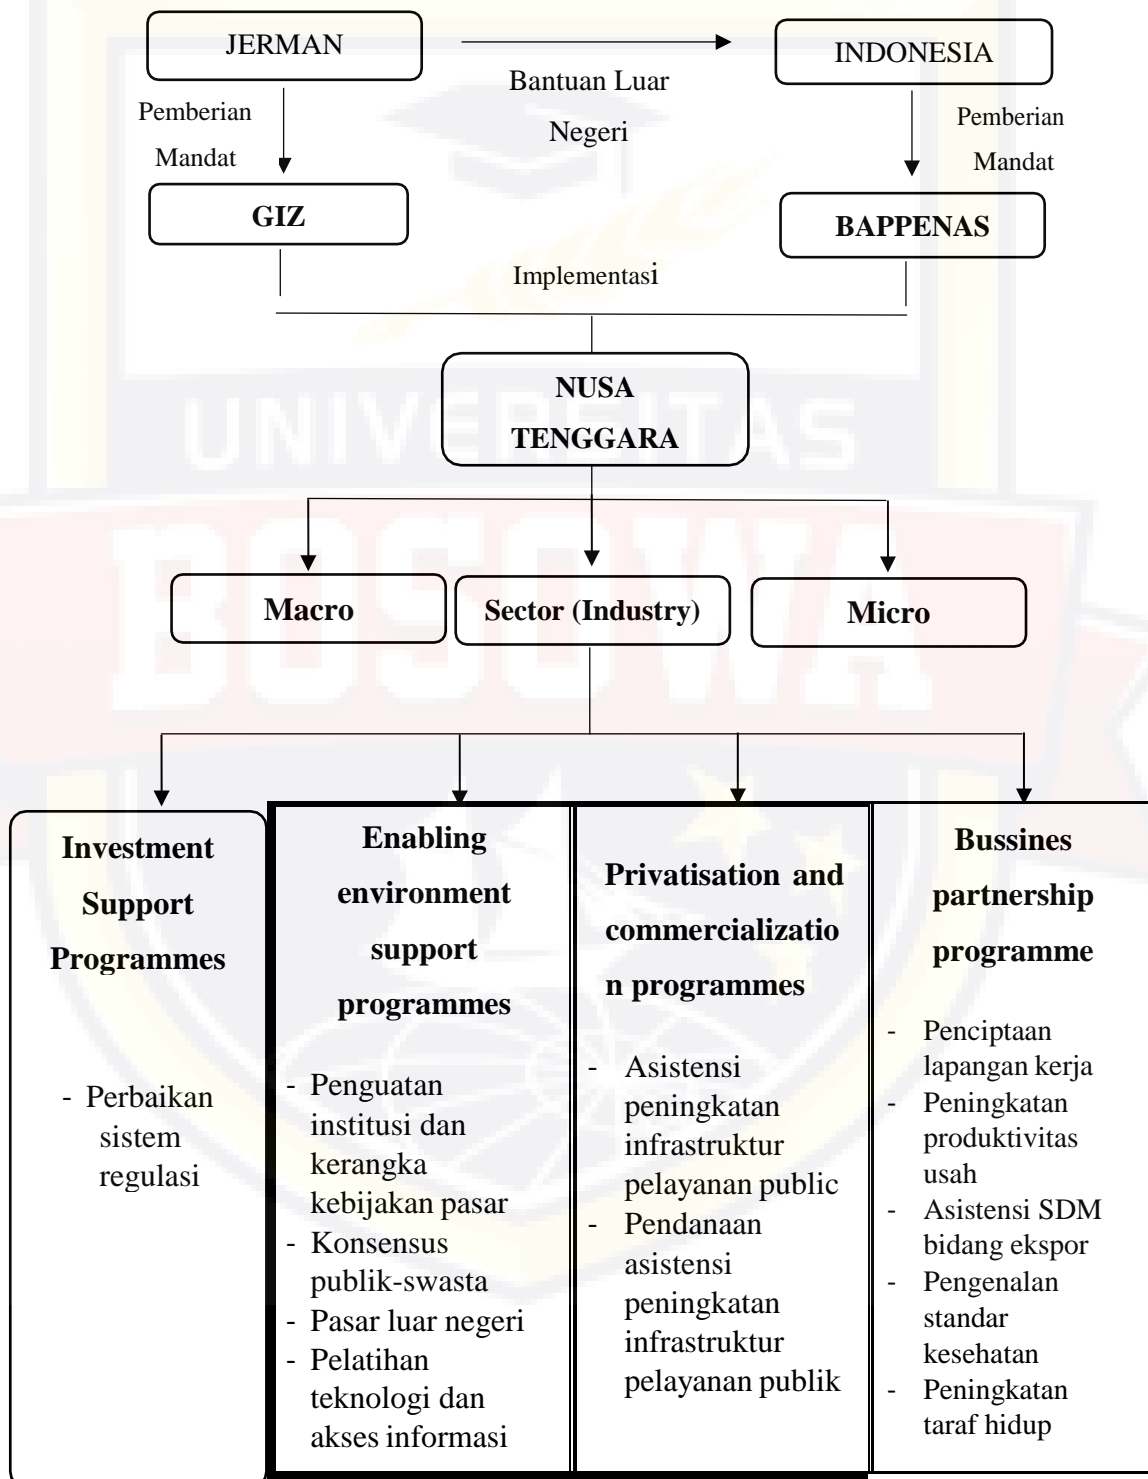 JERMAN
INDONESIA
Bantuan Luar
Negeri
Pemberian
Mandat
Pemberian
Mandat
GIZ
BAPPENAS
Implementasi
NUSA
TENGGARA
UNIVERSITAS
BOSOWA
Macro
Sector (Industry)
Micro
Investment
Support
Programmes
- Perbaikan
sistem
regulasi
Enabling
environment
support
programmes
- Penguatan
institusi dan
kerangka
kebijakan pasar
- Konsensus
publik-swasta
- Pasar luar negeri
- Pelatihan
teknologi dan
akses informasi
Privatisation and
commercializatio
n programmes
- Asistensi
peningkatan
infrastruktur
pelayanan public
- Pendanaan
asistensi
peningkatan
infrastruktur
pelayanan publik
Bussines
partnership
programme
- Penciptaan
lapangan kerja
- Peningkatan
produktivitas
usah
- Asistensi SDM
bidang ekspor
- Pengenalan
standar
kesehatan
- Peningkatan
taraf hidup